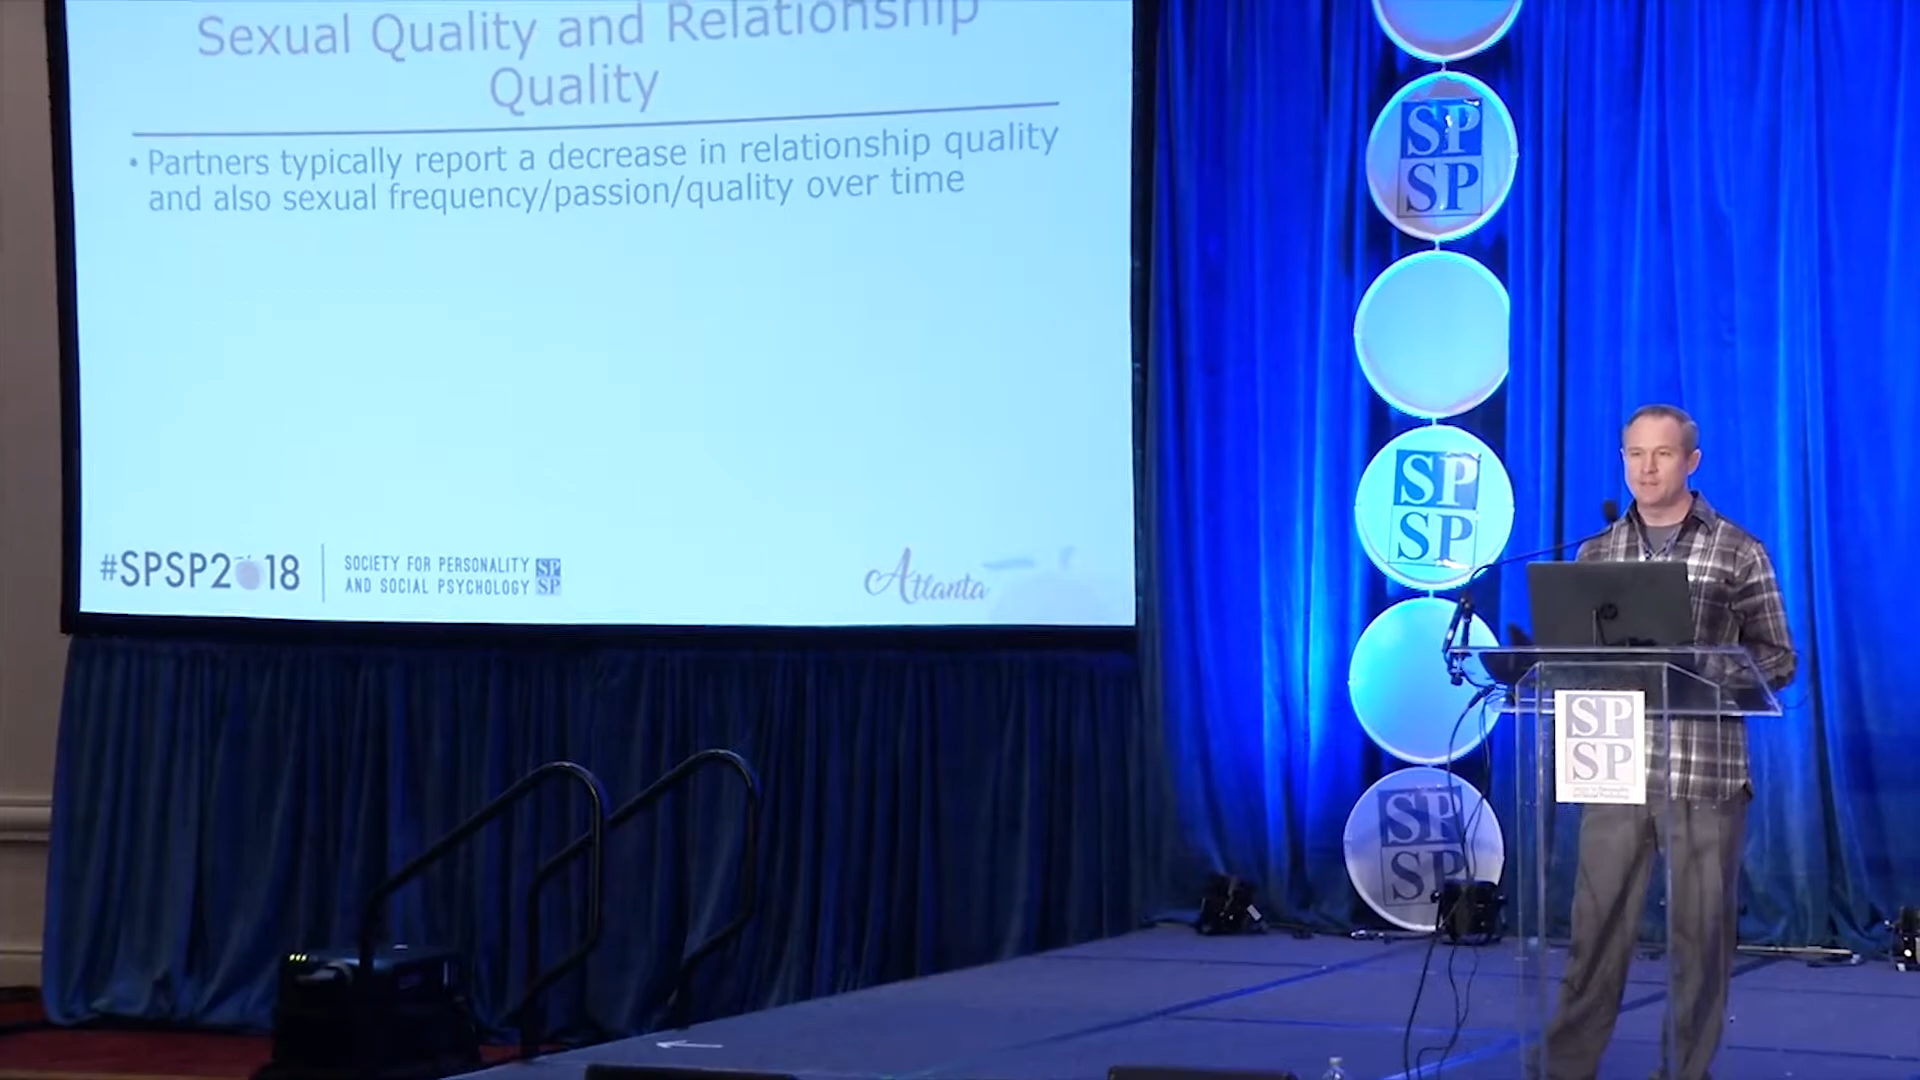 Sexual Quality and Relationship
Quality
• Partners typically report a decrease in relationship quality
and also sexual frequency/passion/quality over time
#SPSP2018
SOCIETY FOR PERSONALITY
AND SOCIAL PSYCHOLOGY
SP
SP
Atlanta
SP
SP
SP
SP
SP
SP
SP
SP
hp